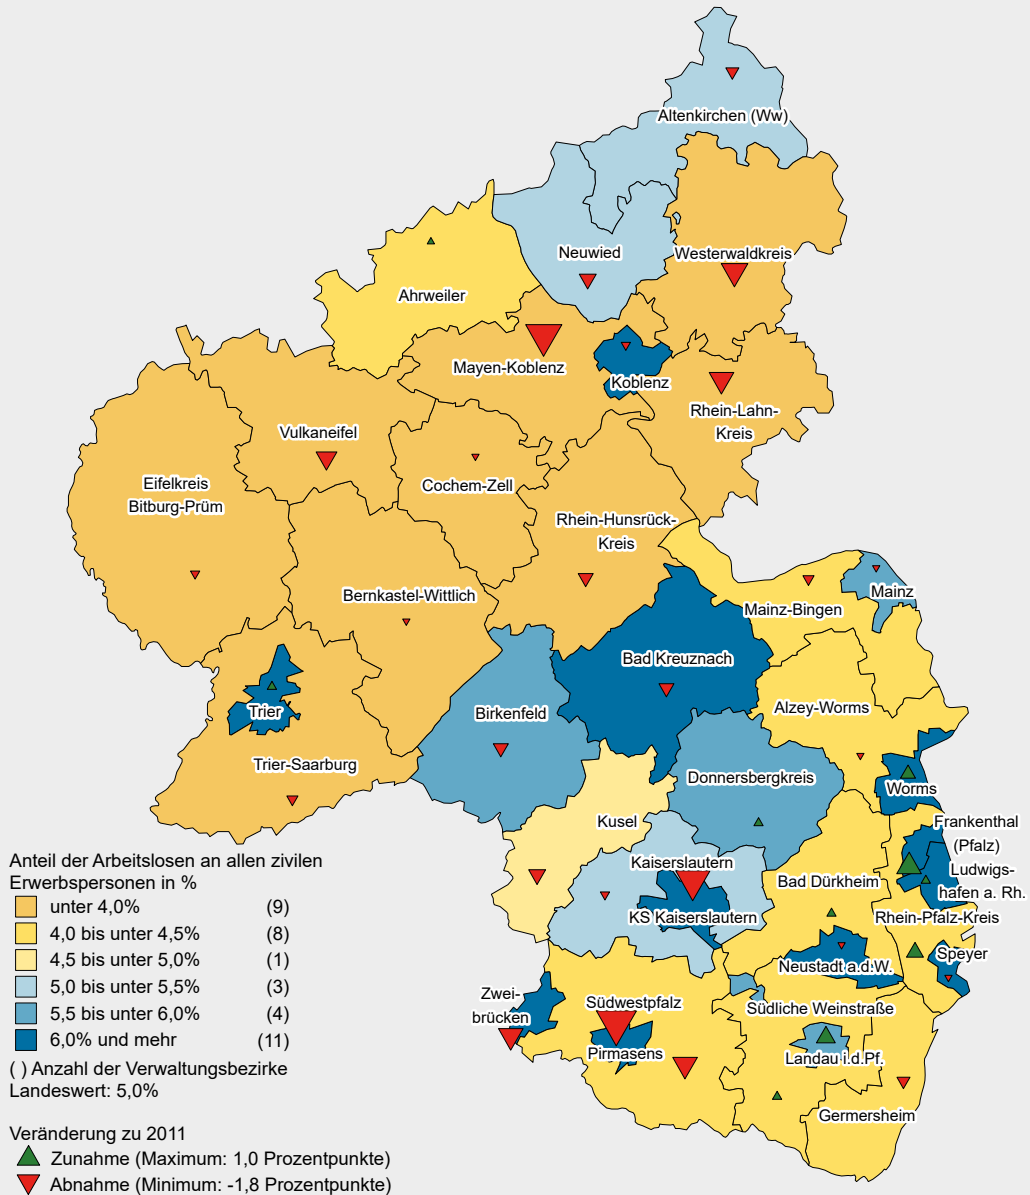 Altenkirchen (Ww)
Neuwied
Westerwaldkreis
Ahrweiler
Mayen-Koblenz
Koblenz
Rhein-Lahn-
Kreis
Vulkaneifel
Cochem-Zell
Eifelkreis
Bitburg-Prüm
Rhein-Hunsrück-
Kreis
Bernkastel-Wittlich
Mainz-Bingen
Mainz
Bad Kreuznach
Alzey-Worms
Trier
Birkenfeld
Trier-Saarburg
Donnersbergkreis
Worms
Kusel
Frankenthal
(Pfalz)
Kaiserslautern
Ludwigs-
hafen a. Rh.
Bad Dürkheim
KS Kaiserslautern
Rhein-Pfalz-Kreis
Speyer
Neustadt a.d.W.
Zwei-
brücken
Südwestpfalz
Südliche Weinstraße
Pirmasens
Landau i.d.Pf.
Germersheim
Anteil der Arbeitslosen an allen zivilen
Erwerbspersonen in %
unter 4,0% (9)
4,0 bis unter 4,5% (8)
4,5 bis unter 5,0% (1)
5,0 bis unter 5,5% (3)
5,5 bis unter 6,0% (4)
6,0% und mehr (11)
( ) Anzahl der Verwaltungsbezirke
Landeswert: 5,0%
Veränderung zu 2011
Zunahme (Maximum: 1,0 Prozentpunkte)
Abnahme (Minimum: -1,8 Prozentpunkte)